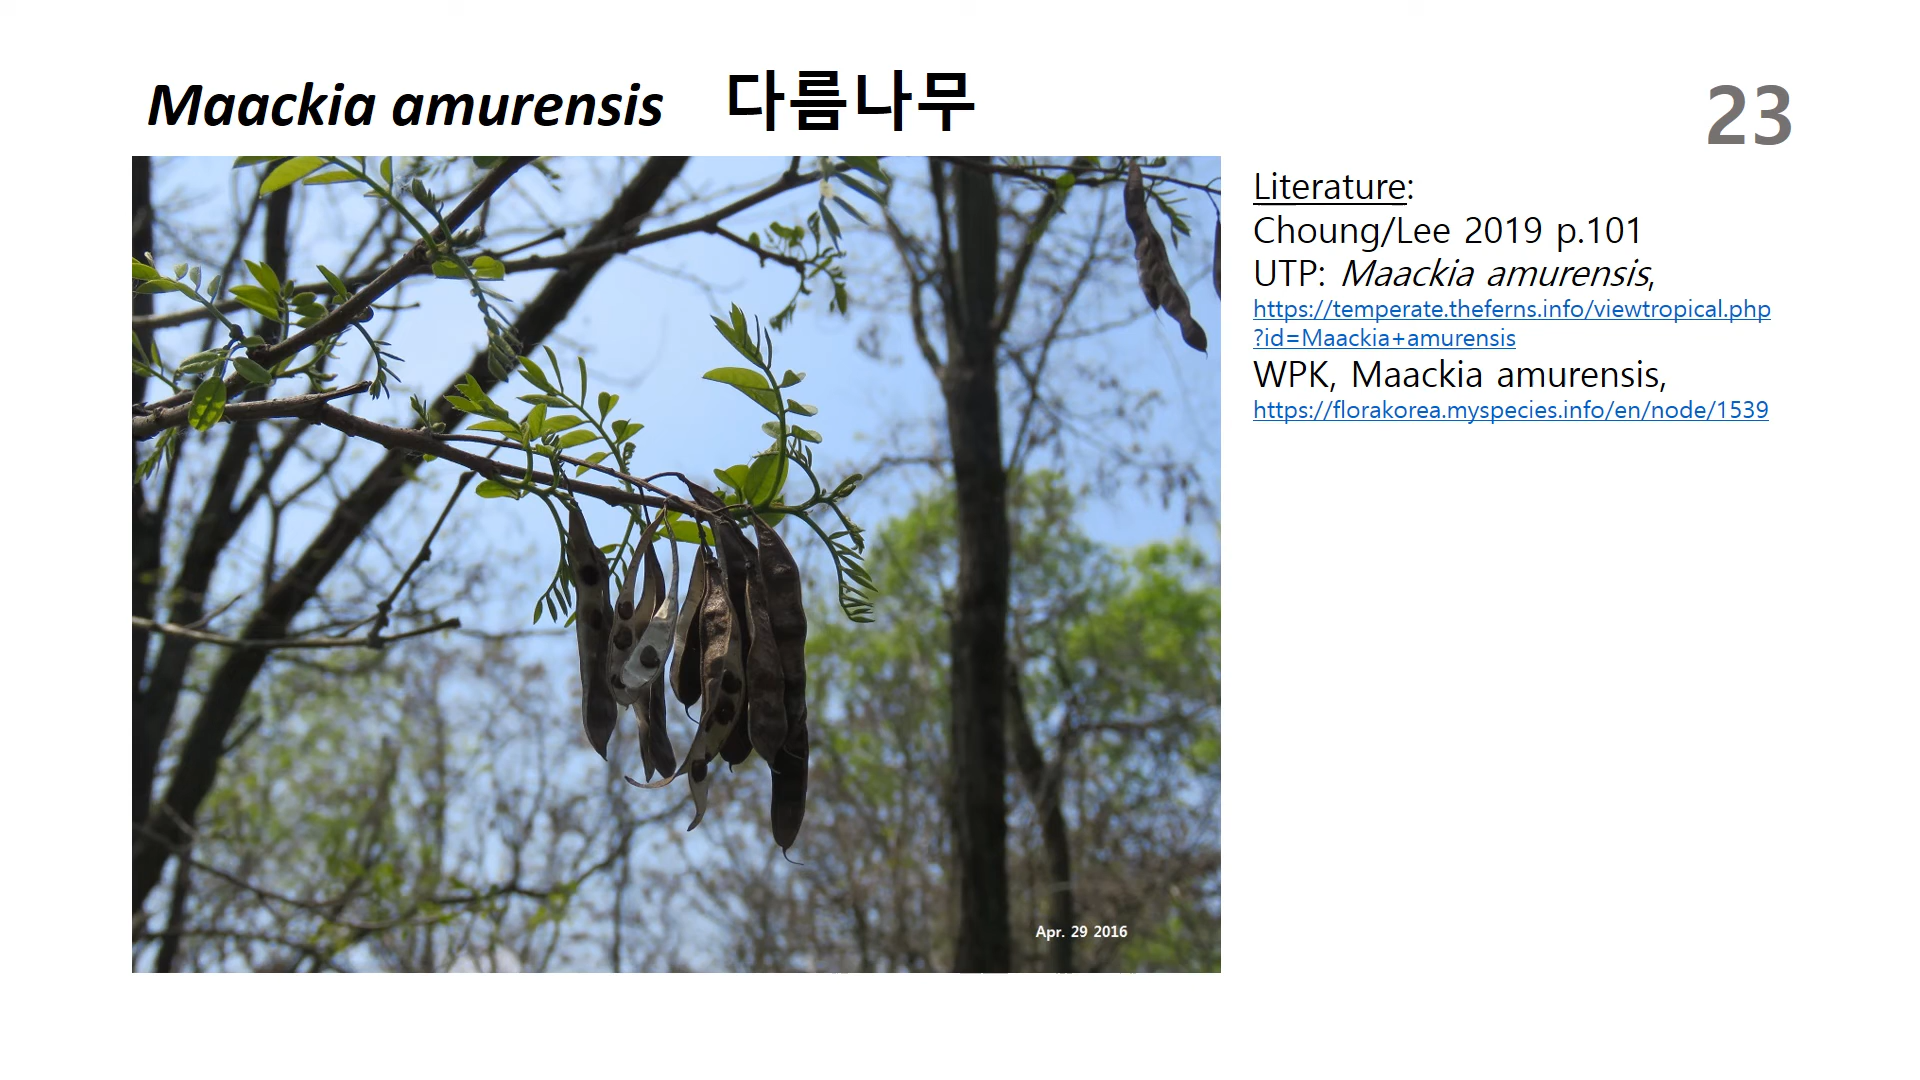 Maackia amurensis 다름나무
23
Literature:
Choung/Lee 2019 p.101
UTP: Maackia amurensis,
https://temperate.theferns.info/viewtropical.php
?id=Maackia+amurensis
WPK, Maackia amurensis,
https://florakorea.myspecies.info/en/node/1539
Apr. 29 2016